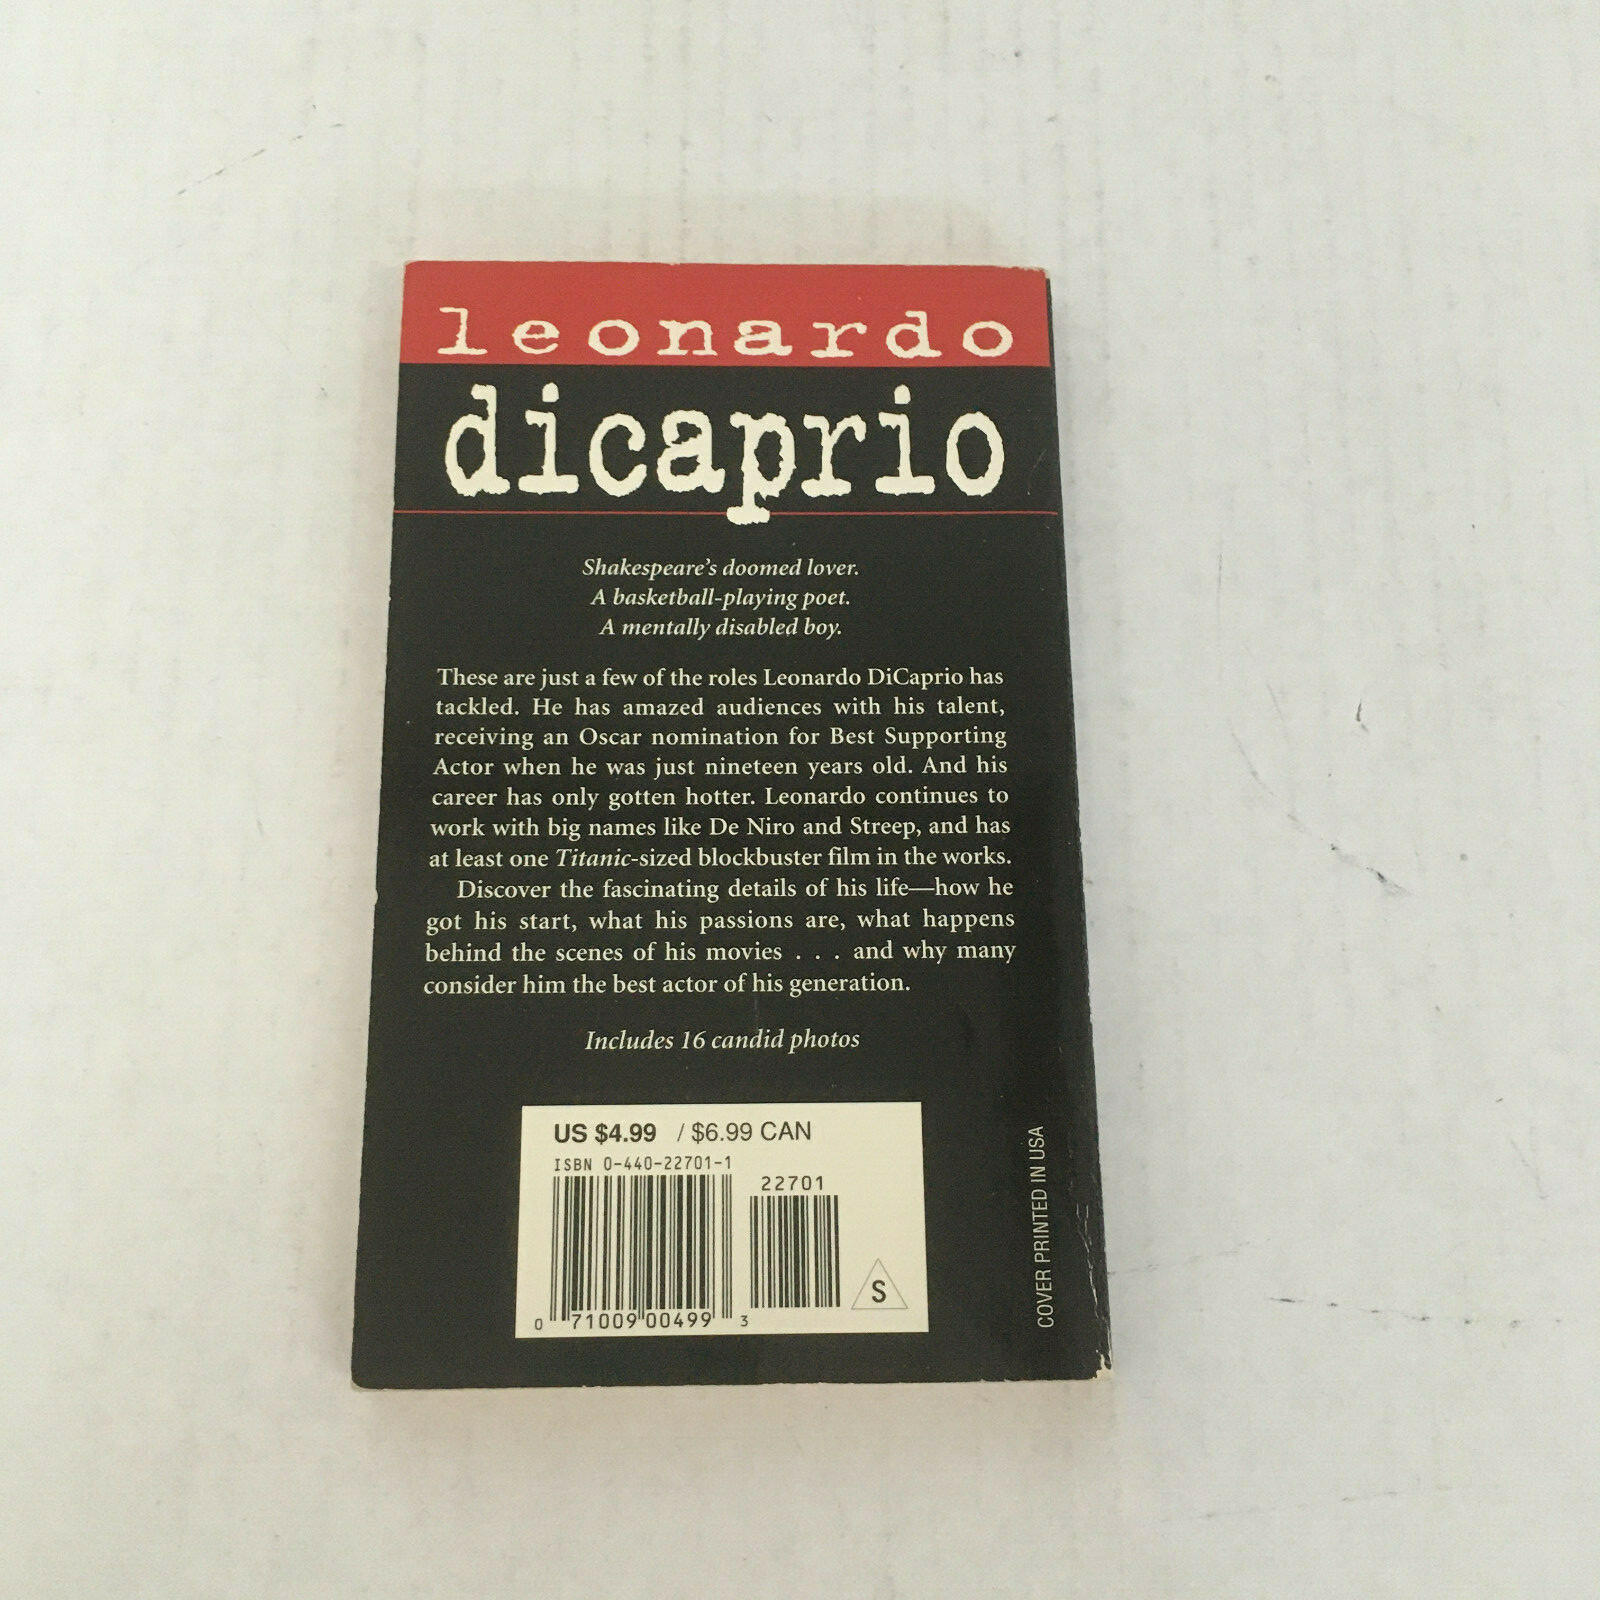 leonardo
dicaprio
Shakespeare's doomed lover.
A basketball-playing poet.
A mentally disabled boy.
These are just a few of the roles Leonardo DiCaprio has
tackled. He has amazed audiences with his talent,
receiving an Oscar nomination for Best Supporting
Actor when he was just nineteen years old. And his
career has only gotten hotter. Leonardo continues to
work with big names like De Niro and Streep, and has
at least one Titanic-sized blockbuster film in the works.
Discover the fascinating details of his life—how he
got his start, what his passions are, what happens
behind the scenes of his movies . . . and why many
consider him the best actor of his generation.
Includes 16 candid photos
US $4.99 / $6.99 CAN
ISBN 0-440-22701-1
22701
0 71009 00499 3
S
COVER PRINTED IN USA